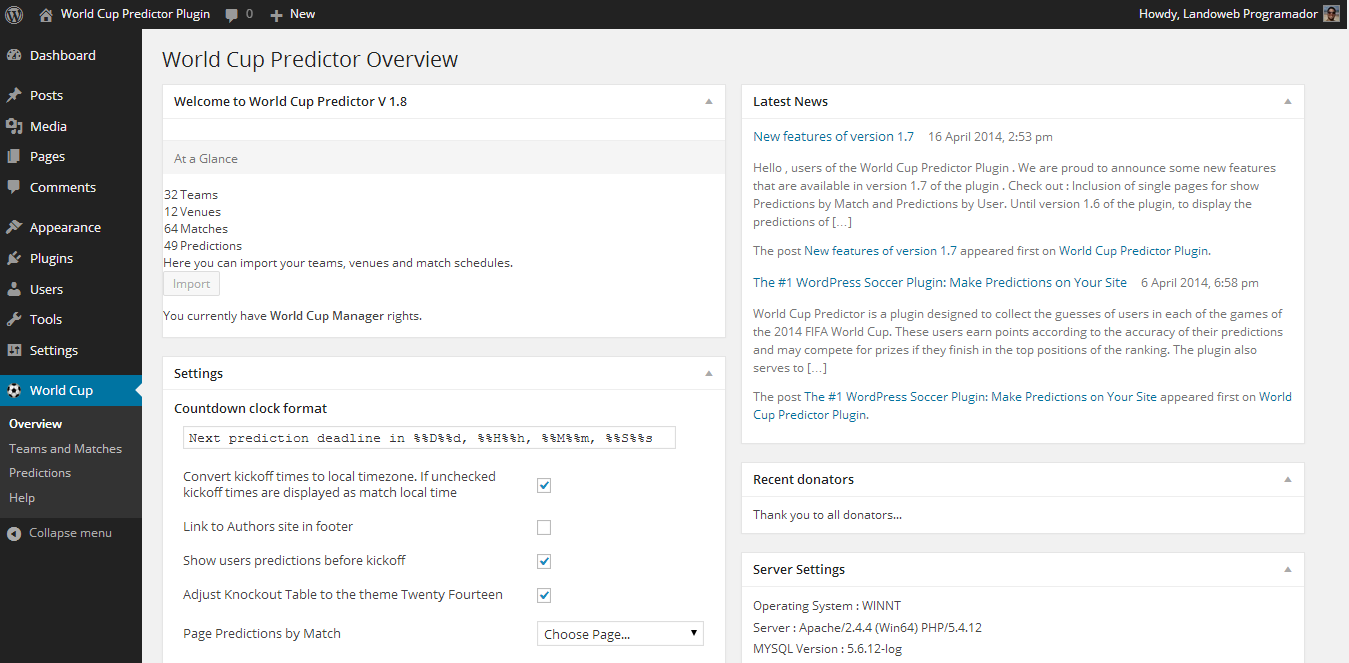 World Cup Predictor Plugin 0 New Howdy, Landoweb Programador
Dashboard
Posts
Media
Pages
Comments
Appearance
Plugins
Users
Tools
Settings
World Cup
Overview
Teams and Matches
Predictions
Help
Collapse menu
World Cup Predictor Overview
Welcome to World Cup Predictor V 1.8
At a Glance
32 Teams
12 Venues
64 Matches
49 Predictions
Here you can import your teams, venues and match schedules.
Import
You currently have World Cup Manager rights.
Settings
Countdown clock format
Next prediction deadline in %%D%%d, %%H%%h, %%M%%m, %%S%%s
Convert kickoff times to local timezone. If unchecked
kickoff times are displayed as match local time
Link to Authors site in footer
Show users predictions before kickoff
Adjust Knockout Table to the theme Twenty Fourteen
Page Predictions by Match Choose Page...
Latest News
New features of version 1.7 16 April 2014, 2:53 pm
Hello , users of the World Cup Predictor Plugin . We are proud to announce some new features
that are available in version 1.7 of the plugin . Check out : Inclusion of single pages for show
Predictions by Match and Predictions by User. Until version 1.6 of the plugin, to display the
predictions of […]
The post New features of version 1.7 appeared first on World Cup Predictor Plugin.
The #1 WordPress Soccer Plugin: Make Predictions on Your Site 6 April 2014, 6:58 pm
World Cup Predictor is a plugin designed to collect the guesses of users in each of the games of
the 2014 FIFA World Cup. These users earn points according to the accuracy of their predictions
and may compete for prizes if they finish in the top positions of the ranking. The plugin also
serves to […]
The post The #1 WordPress Soccer Plugin: Make Predictions on Your Site appeared first on World
Cup Predictor Plugin.
Recent donators
Thank you to all donators...
Server Settings
Operating System : WINNT
Server : Apache/2.4.4 (Win64) PHP/5.4.12
MYSQL Version : 5.6.12-log